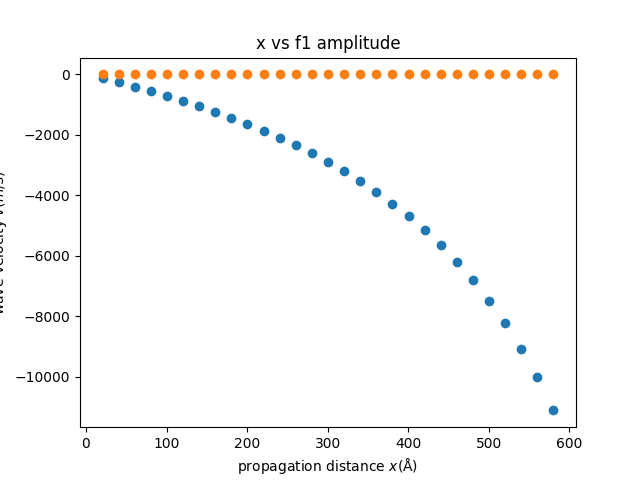 x vs f1 amplitude
0
−2000
−4000
−6000
−8000
−10000
0 100 200 300 400 500 600
propagation distance x(Å)
wave velocity v(m/s)